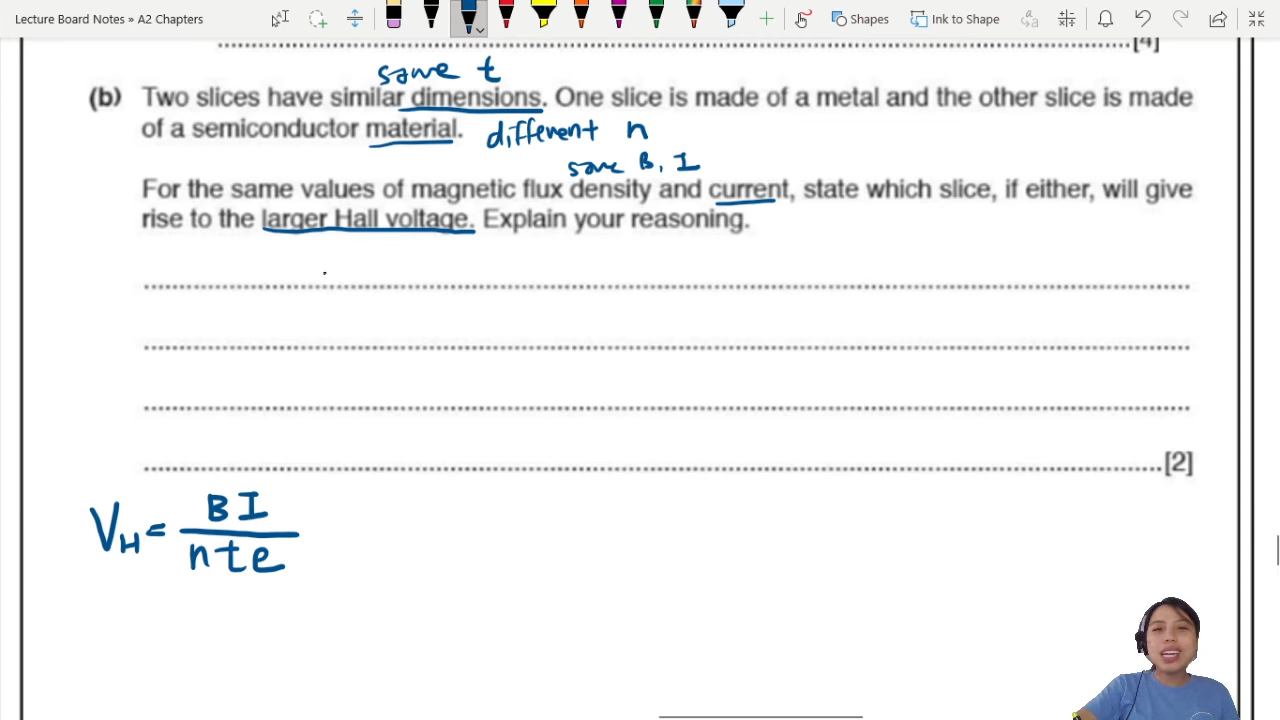 Lecture Board Notes » A2 Chapters
Shapes
Ink to Shape
[4]
same t
(b) Two slices have similar dimensions. One slice is made of a metal and the other slice is made
of a semiconductor material. different n
same B, I
For the same values of magnetic flux density and current, state which slice, if either, will give
rise to the larger Hall voltage. Explain your reasoning.
[2]
V_H = BI / nte